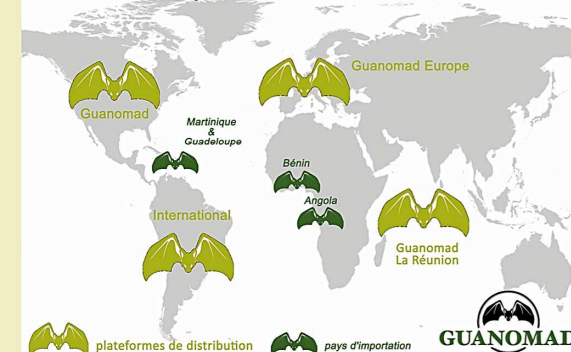 Guanomad Europe
Guanomad
Martinique
&
Guadeloupe
Bénin
Angola
International
Guanomad
La Réunion
plateformes de distribution
pays d'importation
GUANOMAD